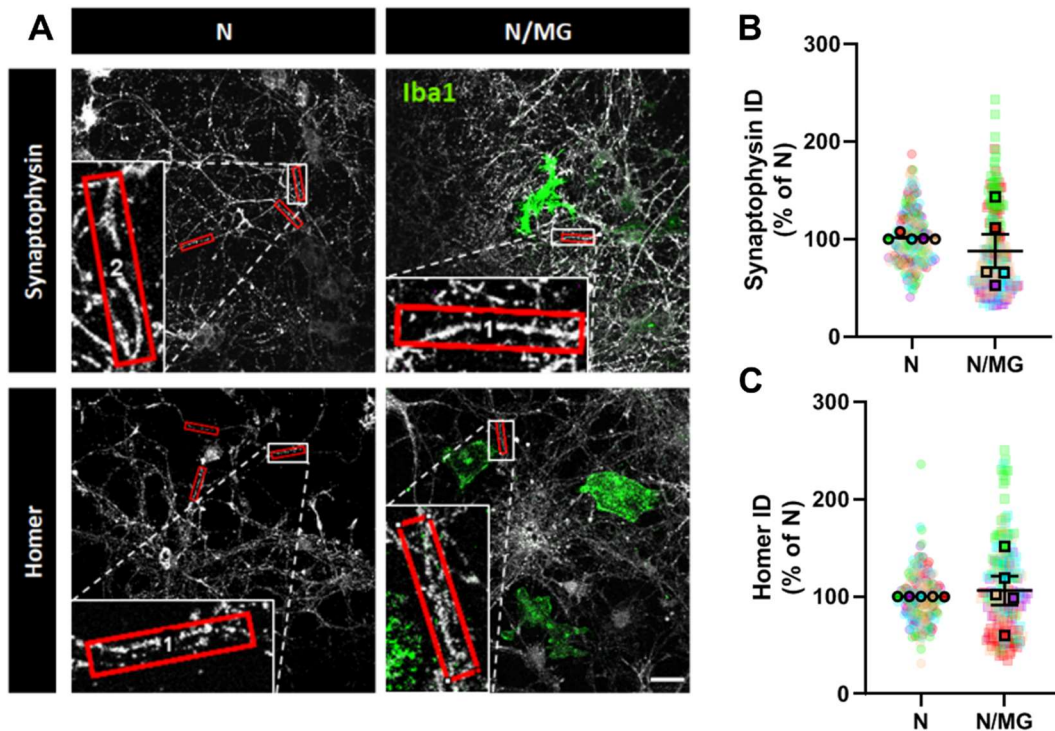 A
N
N/MG
Synaptophysin
Iba1
2
1
Homer
1
B
Synaptophysin ID
(% of N)
300
200
100
0
N
N/MG
C
Homer ID
(% of N)
300
200
100
0
N
N/MG